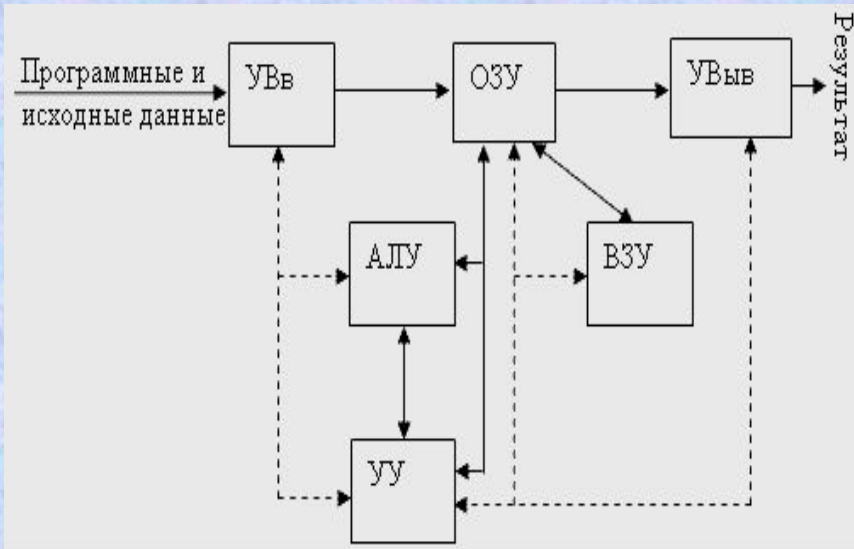 Программные и
исходные данные
УВв
ОЗУ
УВыв
Результат
АЛУ
ВЗУ
УУ